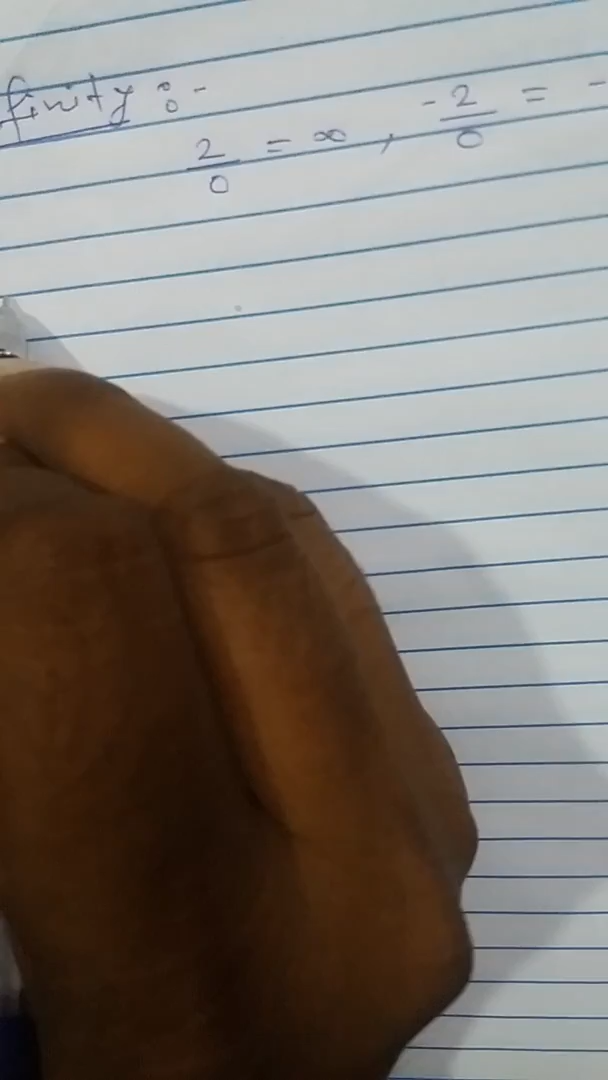 finity :-
2/0 = ∞ , -2/0 = -